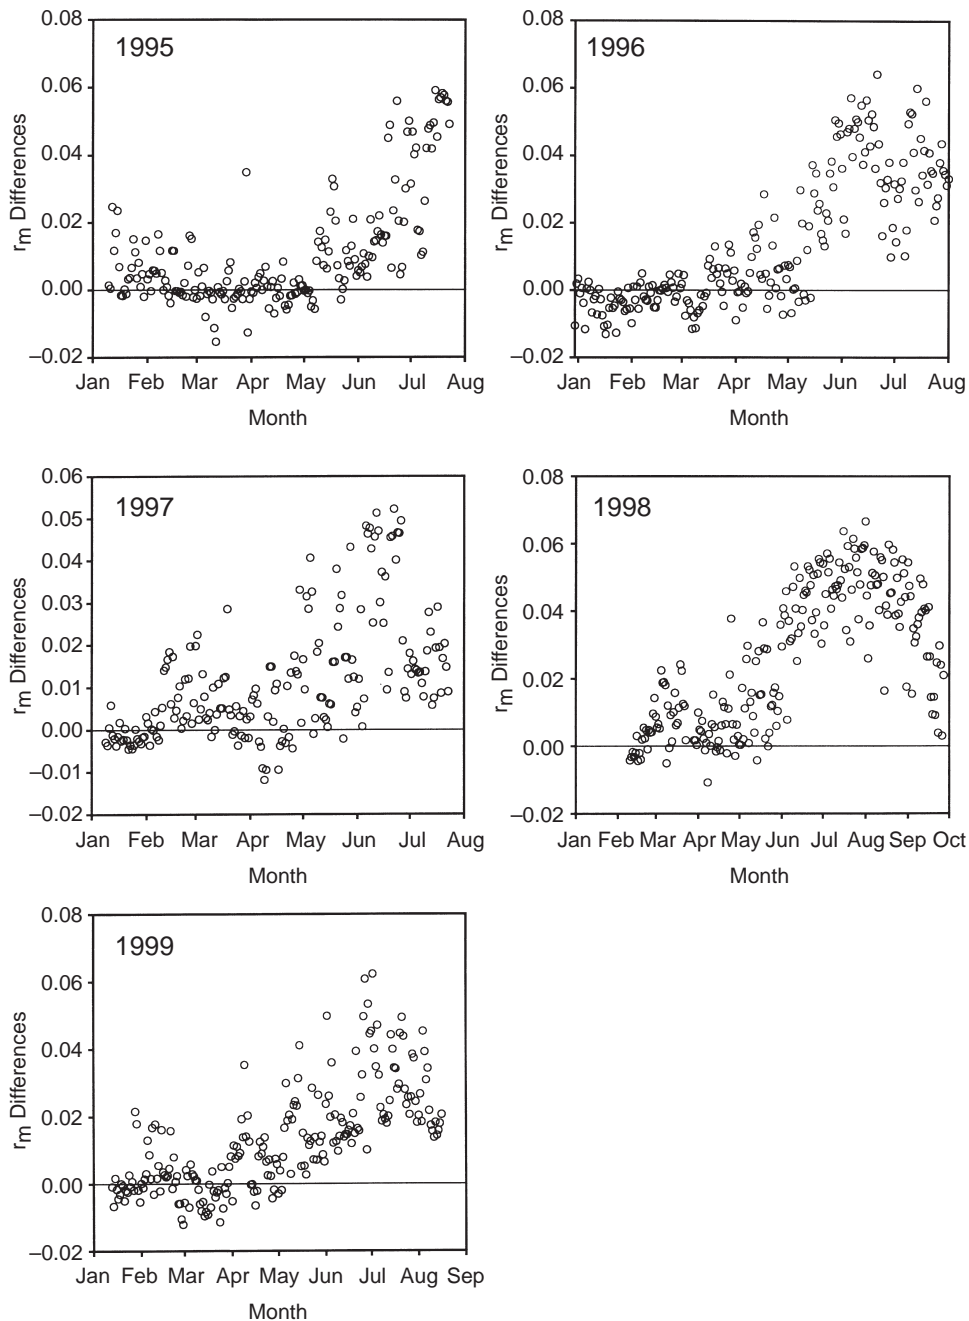 1995
r_m Differences
0.08
0.06
0.04
0.02
0.00
–0.02
Jan Feb Mar Apr May Jun Jul Aug
Month
1996
r_m Differences
0.08
0.06
0.04
0.02
0.00
–0.02
Jan Feb Mar Apr May Jun Jul Aug
Month
1997
r_m Differences
0.06
0.05
0.04
0.03
0.02
0.01
0.00
–0.01
–0.02
Jan Feb Mar Apr May Jun Jul Aug
Month
1998
r_m Differences
0.08
0.06
0.04
0.02
0.00
–0.02
Jan Feb Mar Apr May Jun Jul Aug Sep Oct
Month
1999
r_m Differences
0.08
0.06
0.04
0.02
0.00
–0.02
Jan Feb Mar Apr May Jun Jul Aug Sep
Month